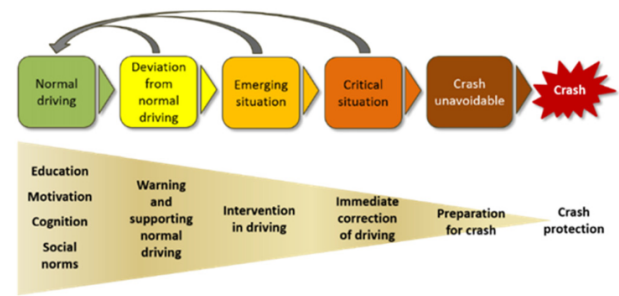 Normal
driving
Deviation
from
normal
driving
Emerging
situation
Critical
situation
Crash
unavoidable
Crash
Education
Motivation
Cognition
Social
norms
Warning
and
supporting
normal
driving
Intervention
in driving
Immediate
correction
of driving
Preparation
for crash
Crash
protection